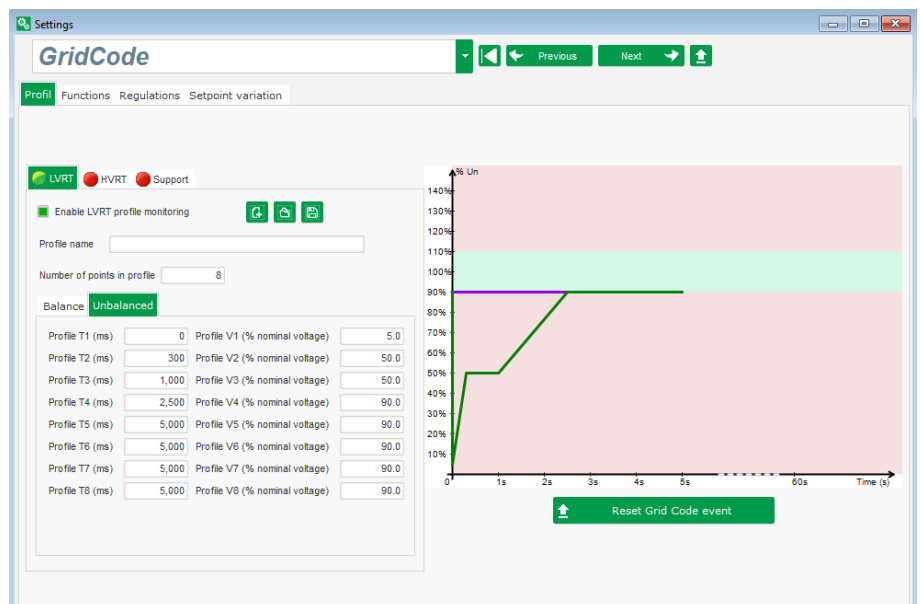 Settings
GridCode
Previous
Next
Profil Functions Regulations Setpoint variation
LVRT HVRT Support
Enable LVRT profile monitoring
Profile name
Number of points in profile 8
Balance Unbalanced
Profile T1 (ms) 0 Profile V1 (% nominal voltage) 5.0
Profile T2 (ms) 300 Profile V2 (% nominal voltage) 50.0
Profile T3 (ms) 1,000 Profile V3 (% nominal voltage) 50.0
Profile T4 (ms) 2,500 Profile V4 (% nominal voltage) 90.0
Profile T5 (ms) 5,000 Profile V5 (% nominal voltage) 90.0
Profile T6 (ms) 5,000 Profile V6 (% nominal voltage) 90.0
Profile T7 (ms) 5,000 Profile V7 (% nominal voltage) 90.0
Profile T8 (ms) 5,000 Profile V8 (% nominal voltage) 90.0
% Un
140%
130%
120%
110%
100%
90%
80%
70%
60%
50%
40%
30%
20%
10%
0 1s 2s 3s 4s 5s 60s Time (s)
Reset Grid Code event